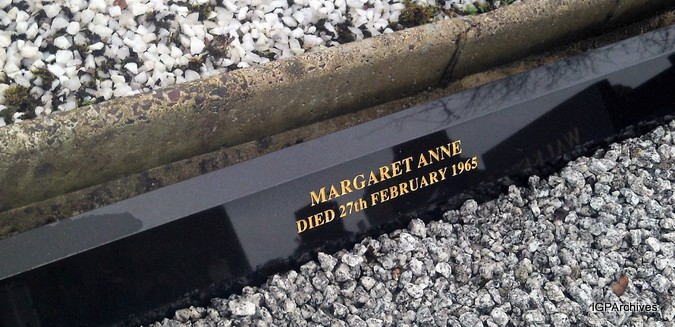 MARGARET ANNE
DIED 27th FEBRUARY 1965
IGPArchives